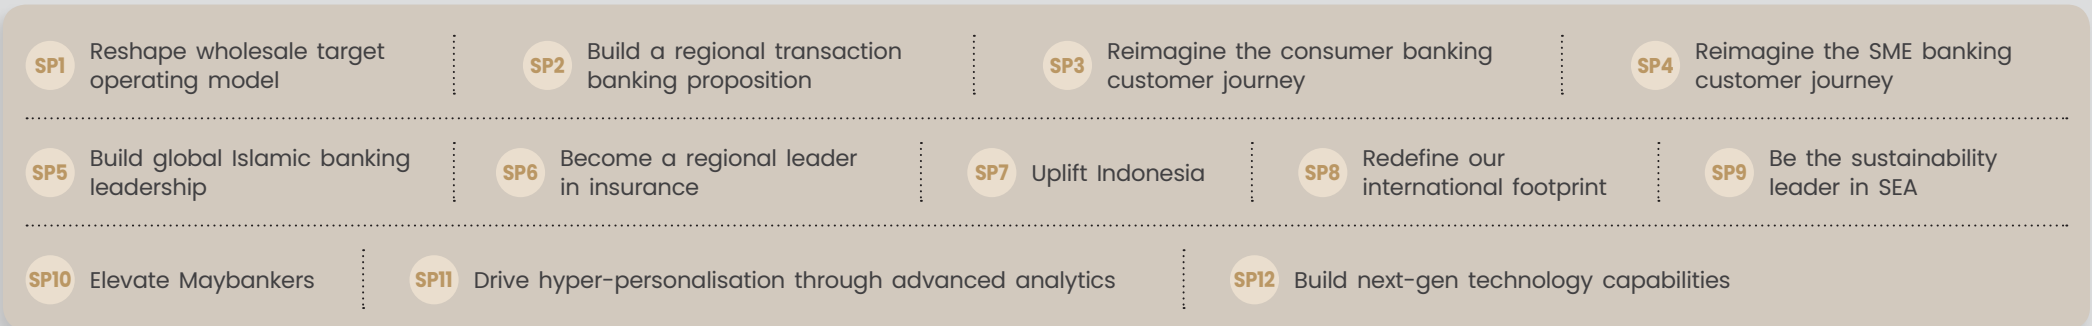 SP1 Reshape wholesale target
operating model
SP2 Build a regional transaction
banking proposition
SP3 Reimagine the consumer banking
customer journey
SP4 Reimagine the SME banking
customer journey
SP5 Build global Islamic banking
leadership
SP6 Become a regional leader
in insurance
SP7 Uplift Indonesia
SP8 Redefine our
international footprint
SP9 Be the sustainability
leader in SEA
SP10 Elevate Maybankers
SP11 Drive hyper-personalisation through advanced analytics
SP12 Build next-gen technology capabilities